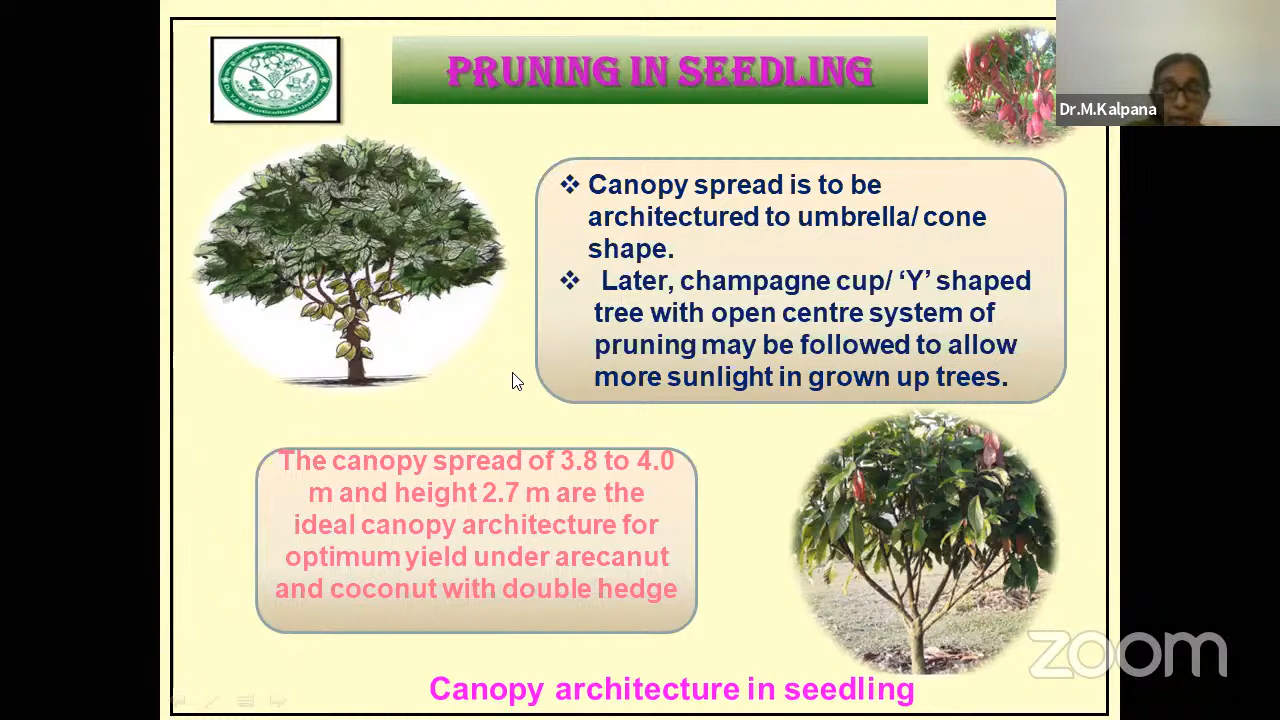 PRUNING IN SEEDLING
Dr.M.Kalpana
❖ Canopy spread is to be
architectured to umbrella/ cone
shape.
❖ Later, champagne cup/ ‘Y’ shaped
tree with open centre system of
pruning may be followed to allow
more sunlight in grown up trees.
The canopy spread of 3.8 to 4.0
m and height 2.7 m are the
ideal canopy architecture for
optimum yield under arecanut
and coconut with double hedge
zoom
Canopy architecture in seedling